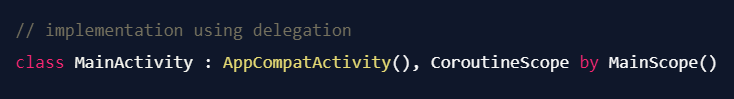 // implementation using delegation
class MainActivity : AppCompatActivity(), CoroutineScope by MainScope()